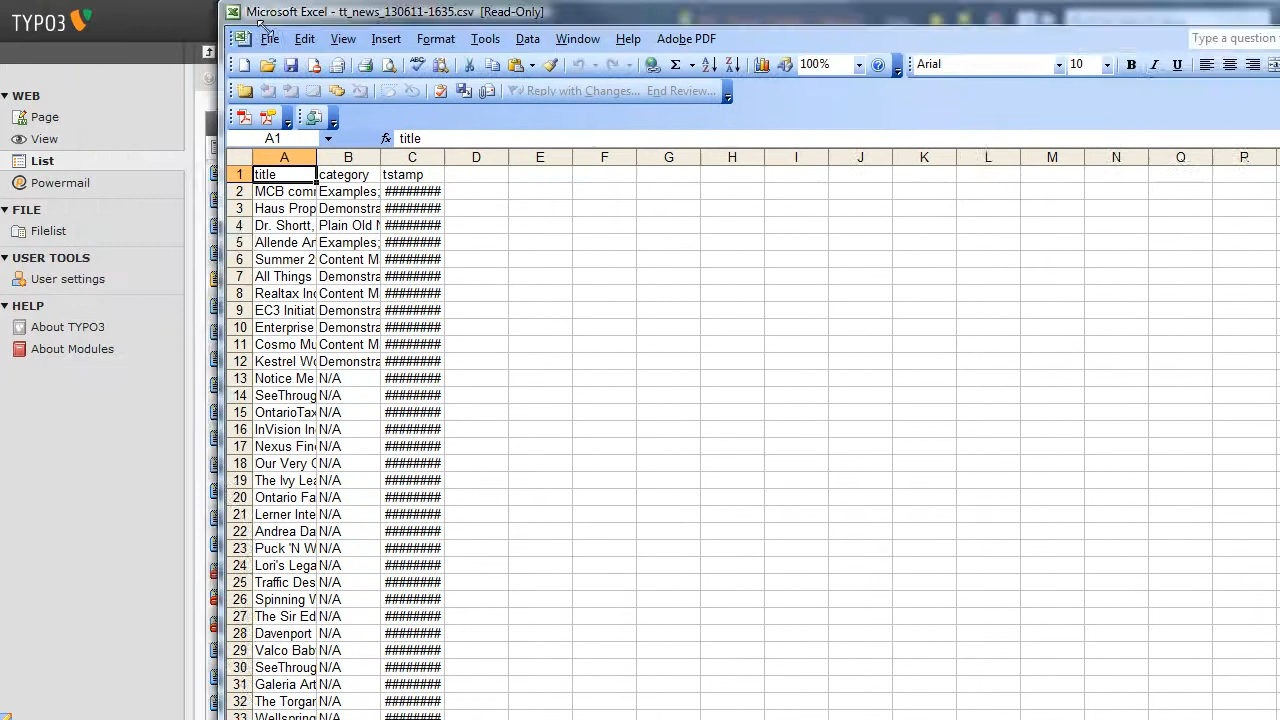 TYPO3
WEB
Page
View
List
Powermail
FILE
Filelist
USER TOOLS
User settings
HELP
About TYPO3
About Modules
Microsoft Excel - tt_news_130611-1635.csv [Read-Only]
File Edit View Insert Format Tools Data Window Help Adobe PDF
Type a question
100% Arial 10 B I U
Reply with Changes... End Review...
A1 fx title
A B C D E F G H I J K L M N O P
1 title category tstamp
2 MCB com Examples; ########
3 Haus Prop Demonstra ########
4 Dr. Shortt, Plain Old ########
5 Allende Ar Examples; ########
6 Summer 2 Content M ########
7 All Things Demonstra ########
8 Realtax Inc Content M ########
9 EC3 Initiat Demonstra ########
10 Enterprise Demonstra ########
11 Cosmo Mu Content M ########
12 Kestrel Wo Demonstra ########
13 Notice Me N/A ########
14 SeeThroug N/A ########
15 OntarioTax N/A ########
16 InVision In N/A ########
17 Nexus Fin N/A ########
18 Our Very N/A ########
19 The Ivy Lea N/A ########
20 Ontario Fa N/A ########
21 Lerner Inte N/A ########
22 Andrea Da N/A ########
23 Puck 'N W N/A ########
24 Lori's Lega N/A ########
25 Traffic Des N/A ########
26 Spinning W N/A ########
27 The Sir Ed N/A ########
28 Davenport N/A ########
29 Valco Bab N/A ########
30 SeeThroug N/A ########
31 Galeria Art N/A ########
32 The Torgan N/A ########
33 Wellspring N/A ########